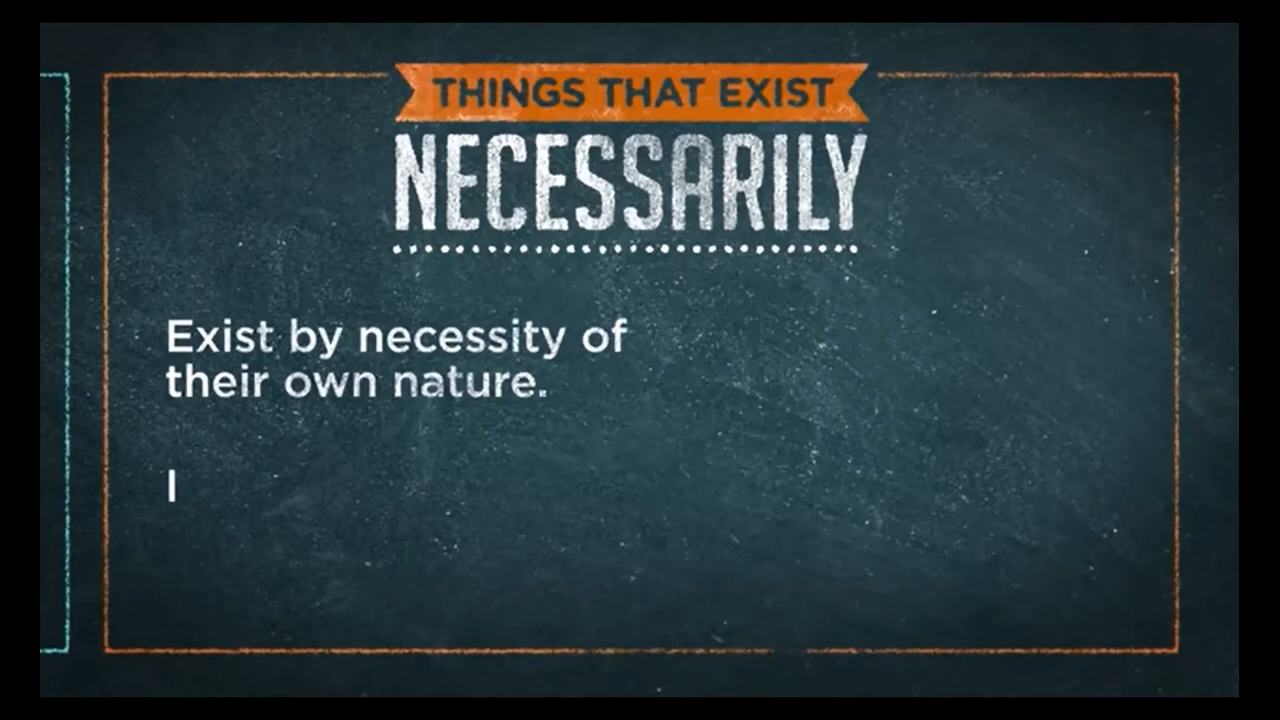 THINGS THAT EXIST
NECESSARILY
Exist by necessity of
their own nature.
I